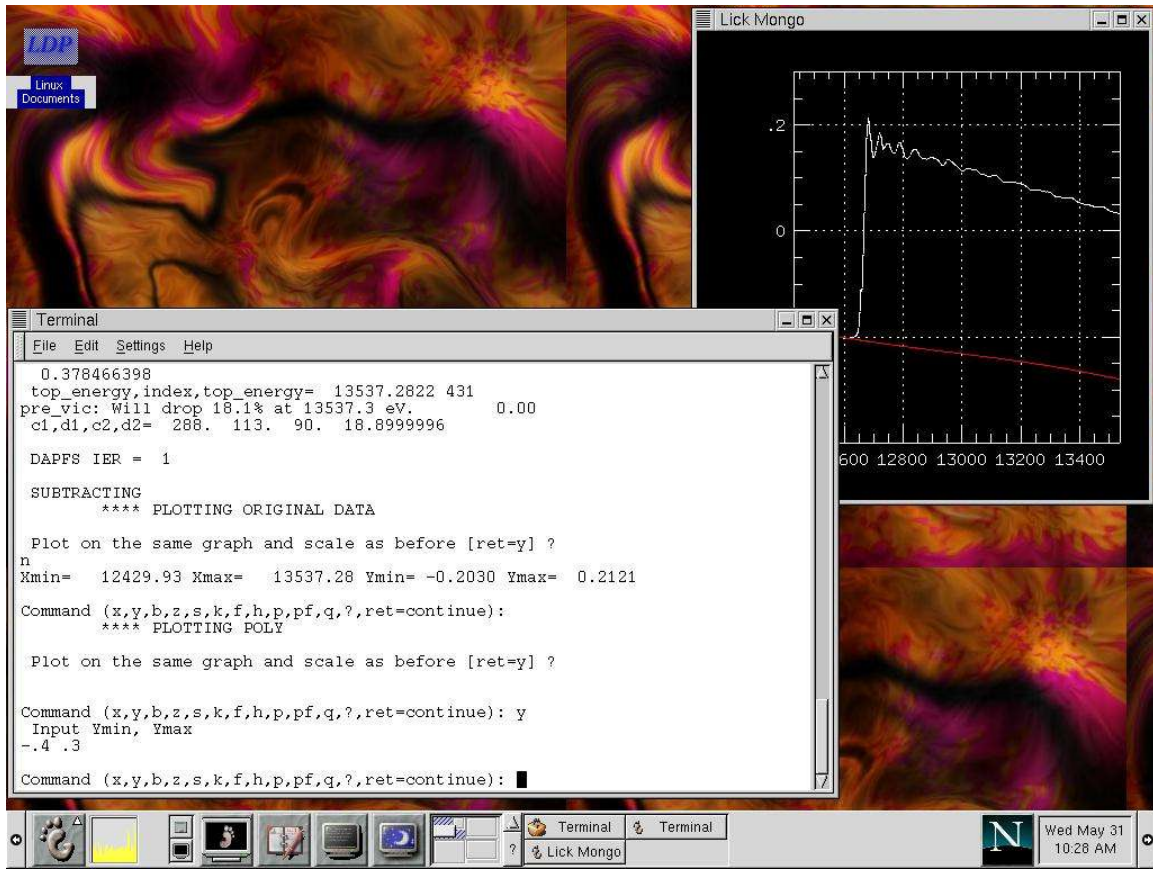 LDP
Linux
Documents
Lick Mongo
.2
0
600 12800 13000 13200 13400
Terminal
File Edit Settings Help
0.378466398
top_energy,index,top_energy= 13537.2822 431
pre_vic: Will drop 18.1% at 13537.3 eV. 0.00
c1,d1,c2,d2= 288. 113. 90. 18.8999996
DAPFS IER = 1
SUBTRACTING
**** PLOTTING ORIGINAL DATA
Plot on the same graph and scale as before [ret=y] ?
n
Xmin= 12429.93 Xmax= 13537.28 Ymin= -0.2030 Ymax= 0.2121
Command (x,y,b,z,s,k,f,h,p,pf,q,?,ret=continue):
**** PLOTTING POLY
Plot on the same graph and scale as before [ret=y] ?
Command (x,y,b,z,s,k,f,h,p,pf,q,?,ret=continue): y
Input Ymin, Ymax
-.4 .3
Command (x,y,b,z,s,k,f,h,p,pf,q,?,ret=continue):
?
Terminal
Terminal
Lick Mongo
N
Wed May 31
10:28 AM